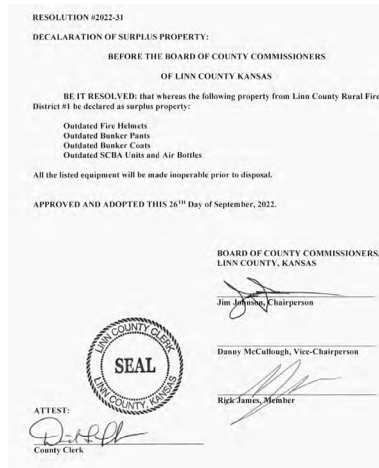 RESOLUTION #2022-31
DECALARATION OF SURPLUS PROPERTY:
BEFORE THE BOARD OF COUNTY COMMISSIONERS
OF LINN COUNTY KANSAS
BE IT RESOLVED: that whereas the following property from Linn County Rural Fire
District #1 be declared as surplus property:
Outdated Fire Helmets
Outdated Bunker Pants
Outdated Bunker Coats
Outdated SCBA Units and Air Bottles
All the listed equipment will be made inoperable prior to disposal.
APPROVED AND ADOPTED THIS 26TH Day of September, 2022.
BOARD OF COUNTY COMMISSIONERS,
LINN COUNTY, KANSAS
Jim Johnson, Chairperson
Danny McCullough, Vice-Chairperson
Rick James, Member
LINN COUNTY CLERK
SEAL
LINN COUNTY, KANSAS
ATTEST:
County Clerk